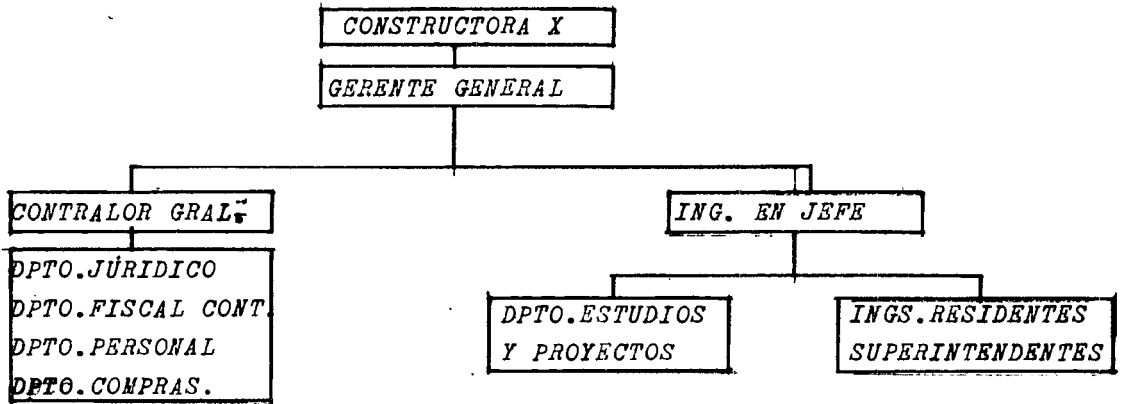 CONSTRUCTORA X
GERENTE GENERAL
CONTRALOR GRAL.
ING. EN JEFE
DPTO.JÚRIDICO
DPTO.FISCAL CONT.
DPTO.PERSONAL
DPTO.COMPRAS.
DPTO.ESTUDIOS
Y PROYECTOS
INGS.RESIDENTES
SUPERINTENDENTES